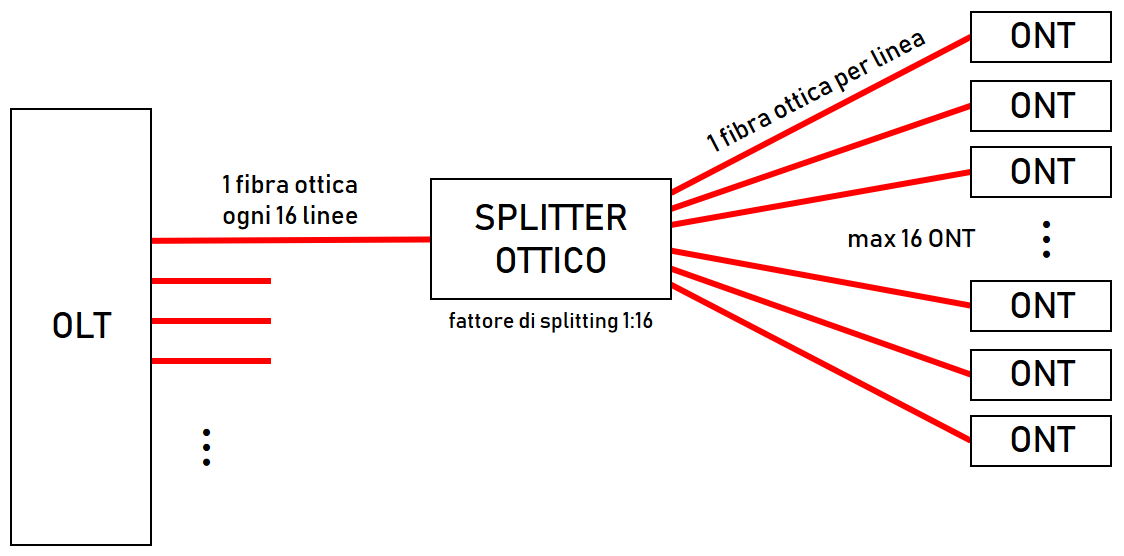 OLT
1 fibra ottica
ogni 16 linee
SPLITTER
OTTICO
fattore di splitting 1:16
1 fibra ottica per linea
max 16 ONT
ONT
ONT
ONT
ONT
ONT
ONT